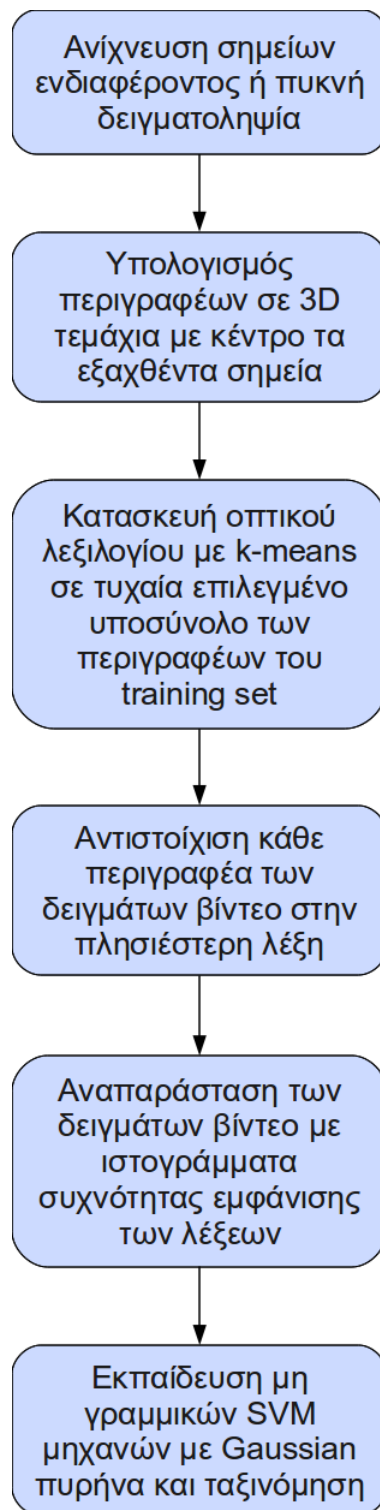 Ανίχνευση σημείων
ενδιαφέροντος ή πυκνή
δειγματοληψία
Υπολογισμός
περιγραφέων σε 3D
τεμάχια με κέντρο τα
εξαχθέντα σημεία
Κατασκευή οπτικού
λεξιλογίου με k-means
σε τυχαία επιλεγμένο
υποσύνολο των
περιγραφέων του
training set
Αντιστοίχιση κάθε
περιγραφέα των
δειγμάτων βίντεο στην
πλησιέστερη λέξη
Αναπαράσταση των
δειγμάτων βίντεο με
ιστογράμματα
συχνότητας εμφάνισης
των λέξεων
Εκπαίδευση μη
γραμμικών SVM
μηχανών με Gaussian
πυρήνα και ταξινόμηση